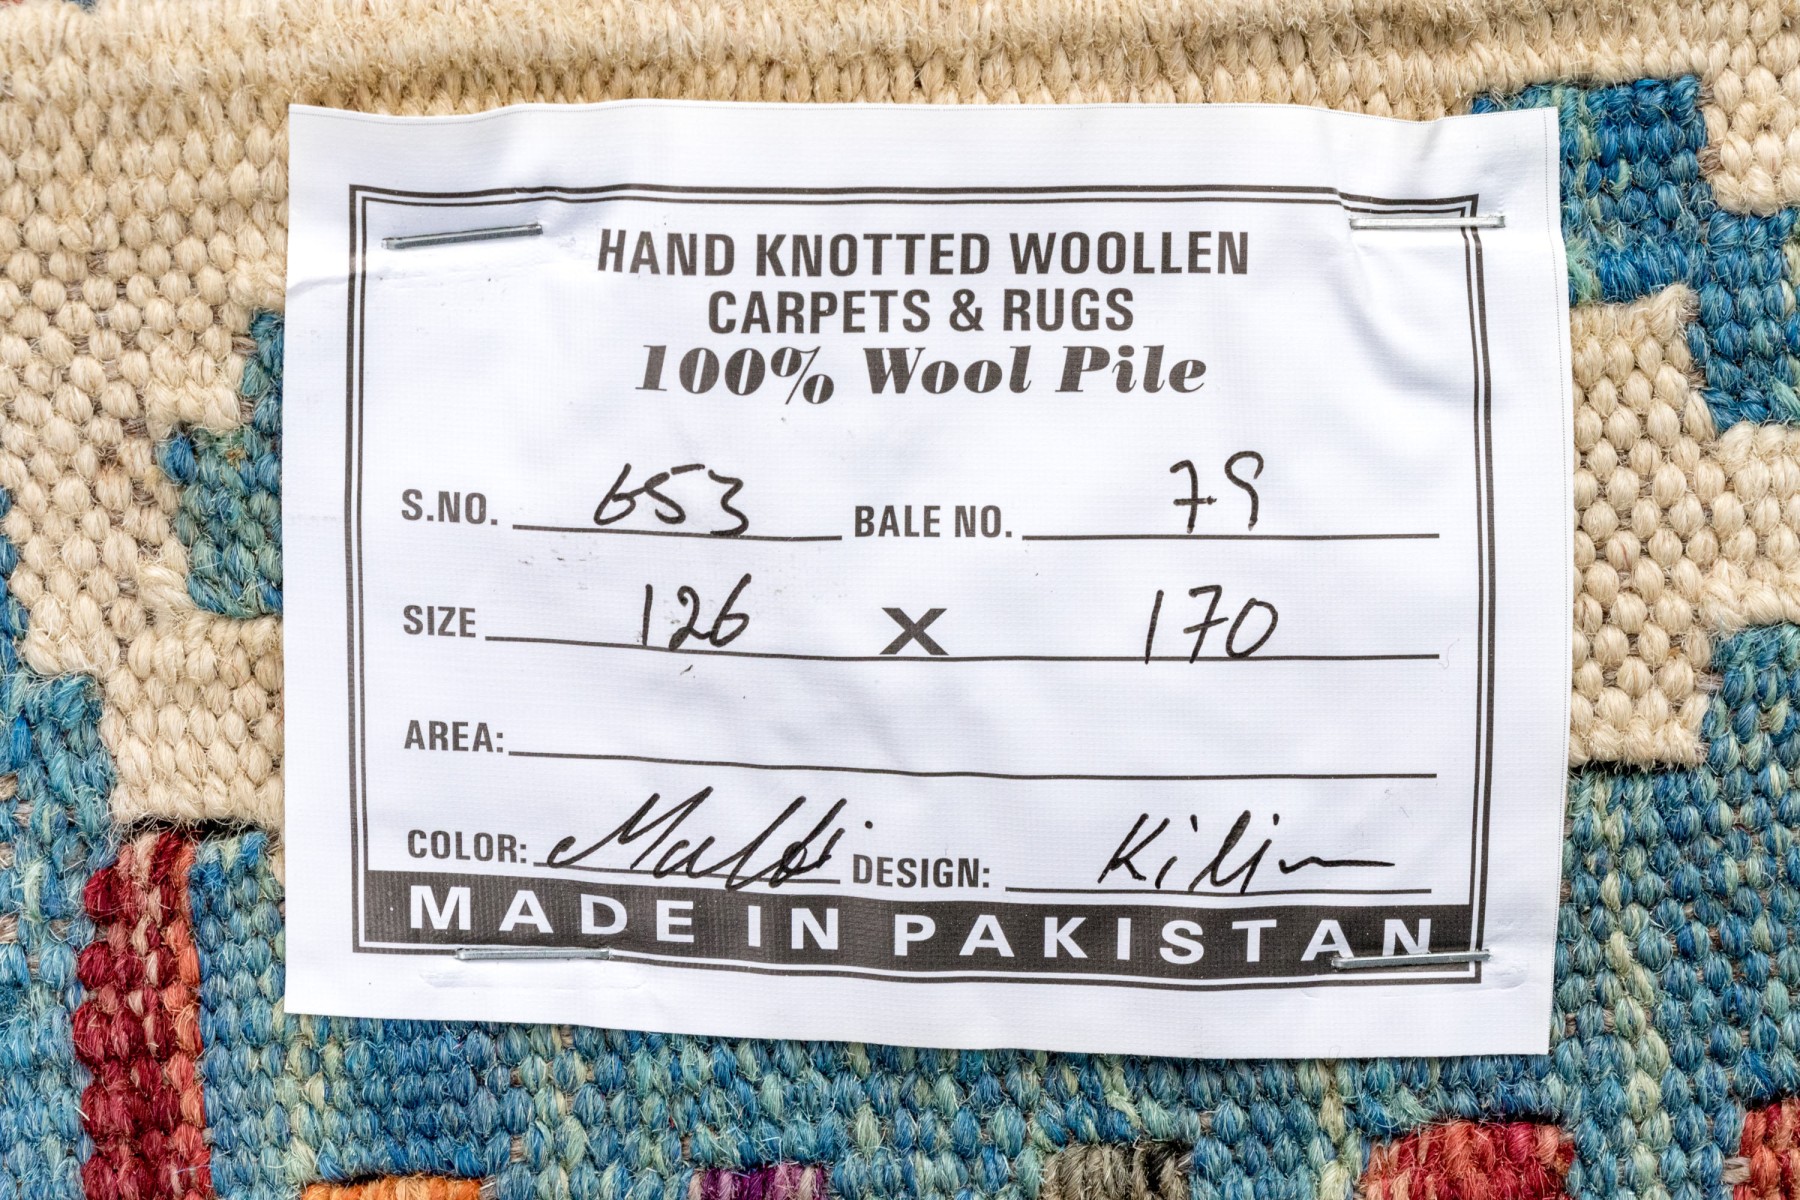 HAND KNOTTED WOOLLEN
CARPETS & RUGS
100% Wool Pile
S.NO. 653 BALE NO. 79
SIZE 126 X 170
AREA:
COLOR: Multi DESIGN: Kilim
MADE IN PAKISTAN